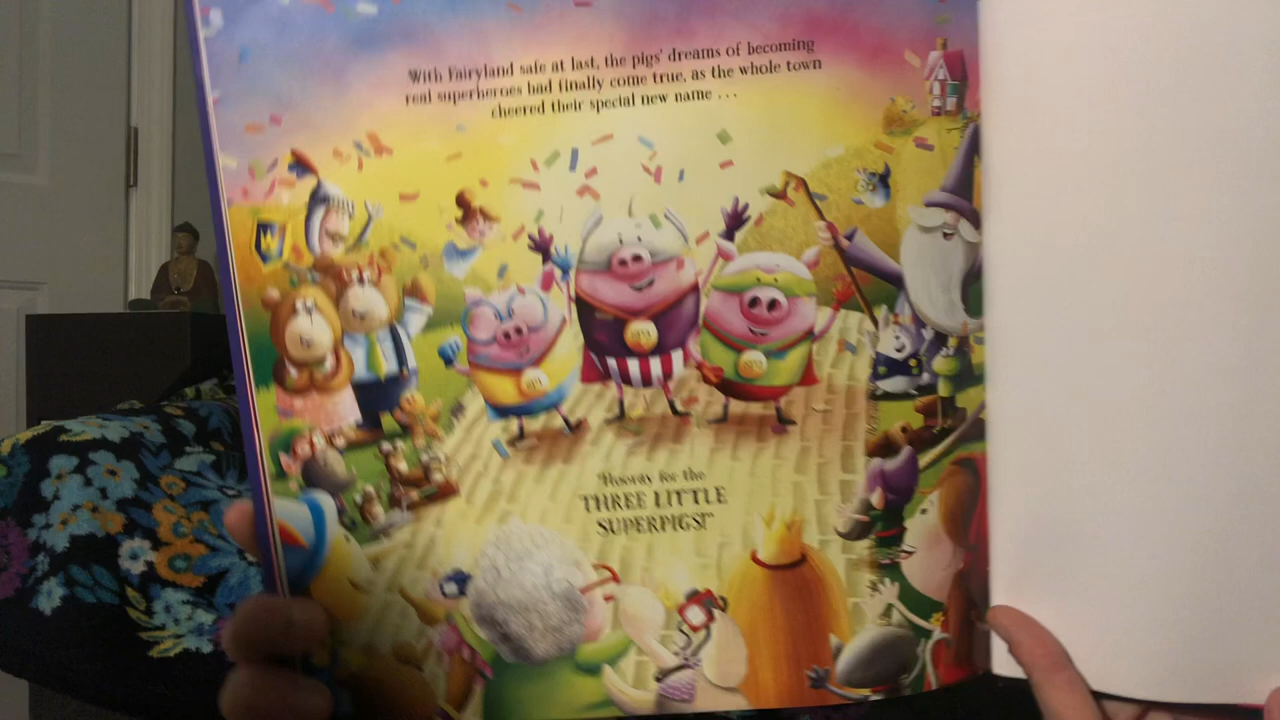 With Fairyland safe at last, the pigs' dreams of becoming
real superheroes had finally come true, as the whole town
cheered their special new name . . .
W
"Hooray for the
THREE LITTLE
SUPERPIGS!"